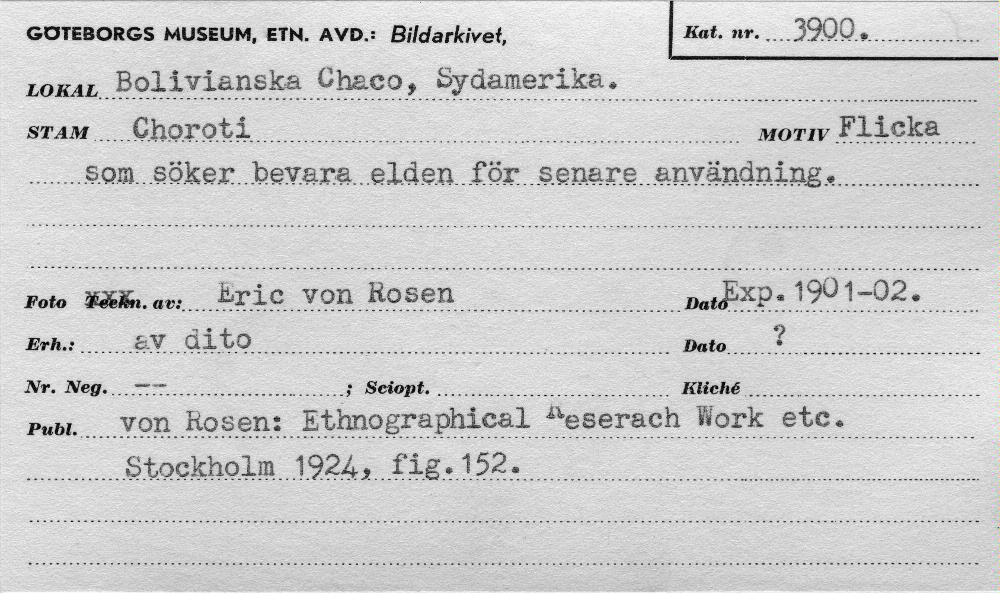 GÖTEBORGS MUSEUM, ETN. AVD.: Bildarkivet,
Kat. nr. 3900.
LOKAL Bolivianska Chaco, Sydamerika.
STAM Choroti MOTIV Flicka
som söker bevara elden för senare användning.
Foto Teckn. av: Eric von Rosen Dato Exp. 1901-02.
Erh.: av dito Dato ?
Nr. Neg. -- ; Sciopt. Kliché
Publ. von Rosen: Ethnographical Reserach Work etc.
Stockholm 1924, fig. 152.